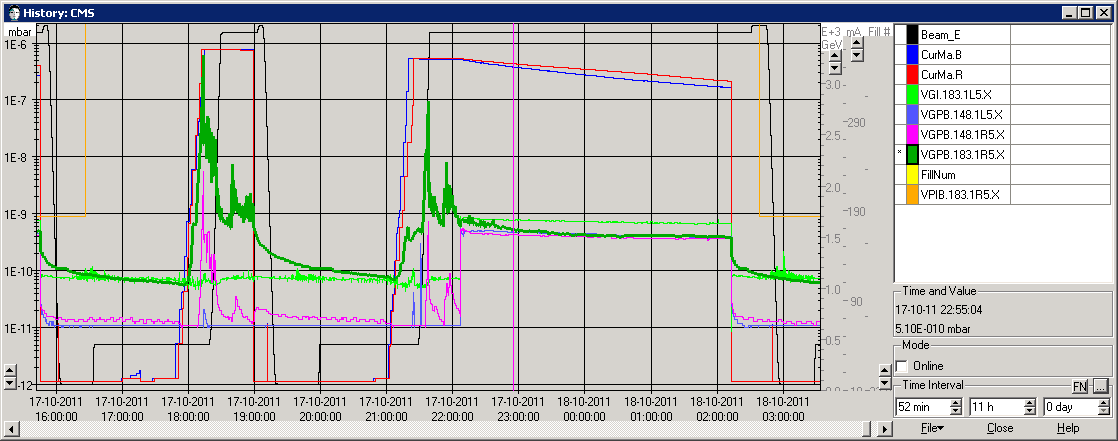 History: CMS
mbar
E+3 mA Fill #
GeV
1E-6
1E-7
1E-8
1E-9
1E-10
1E-11
1E-12
3.0
2.5
2.0
1.5
1.0
0.5
290
190
90
17-10-2011 17-10-2011 17-10-2011 17-10-2011 17-10-2011 17-10-2011 17-10-2011 17-10-2011 18-10-2011 18-10-2011 18-10-2011 18-10-2011
16:00:00 17:00:00 18:00:00 19:00:00 20:00:00 21:00:00 22:00:00 23:00:00 00:00:00 01:00:00 02:00:00 03:00:00
Beam_E
CurMa.B
CurMa.R
VGI.183.1L5.X
VGPB.148.1L5.X
VGPB.148.1R5.X
* VGPB.183.1R5.X
FillNum
VPIB.183.1R5.X
Time and Value
17-10-11 22:55:04
5.10E-010 mbar
Mode
Online
Time Interval
FN ...
52 min 11 h 0 day
File Close Help